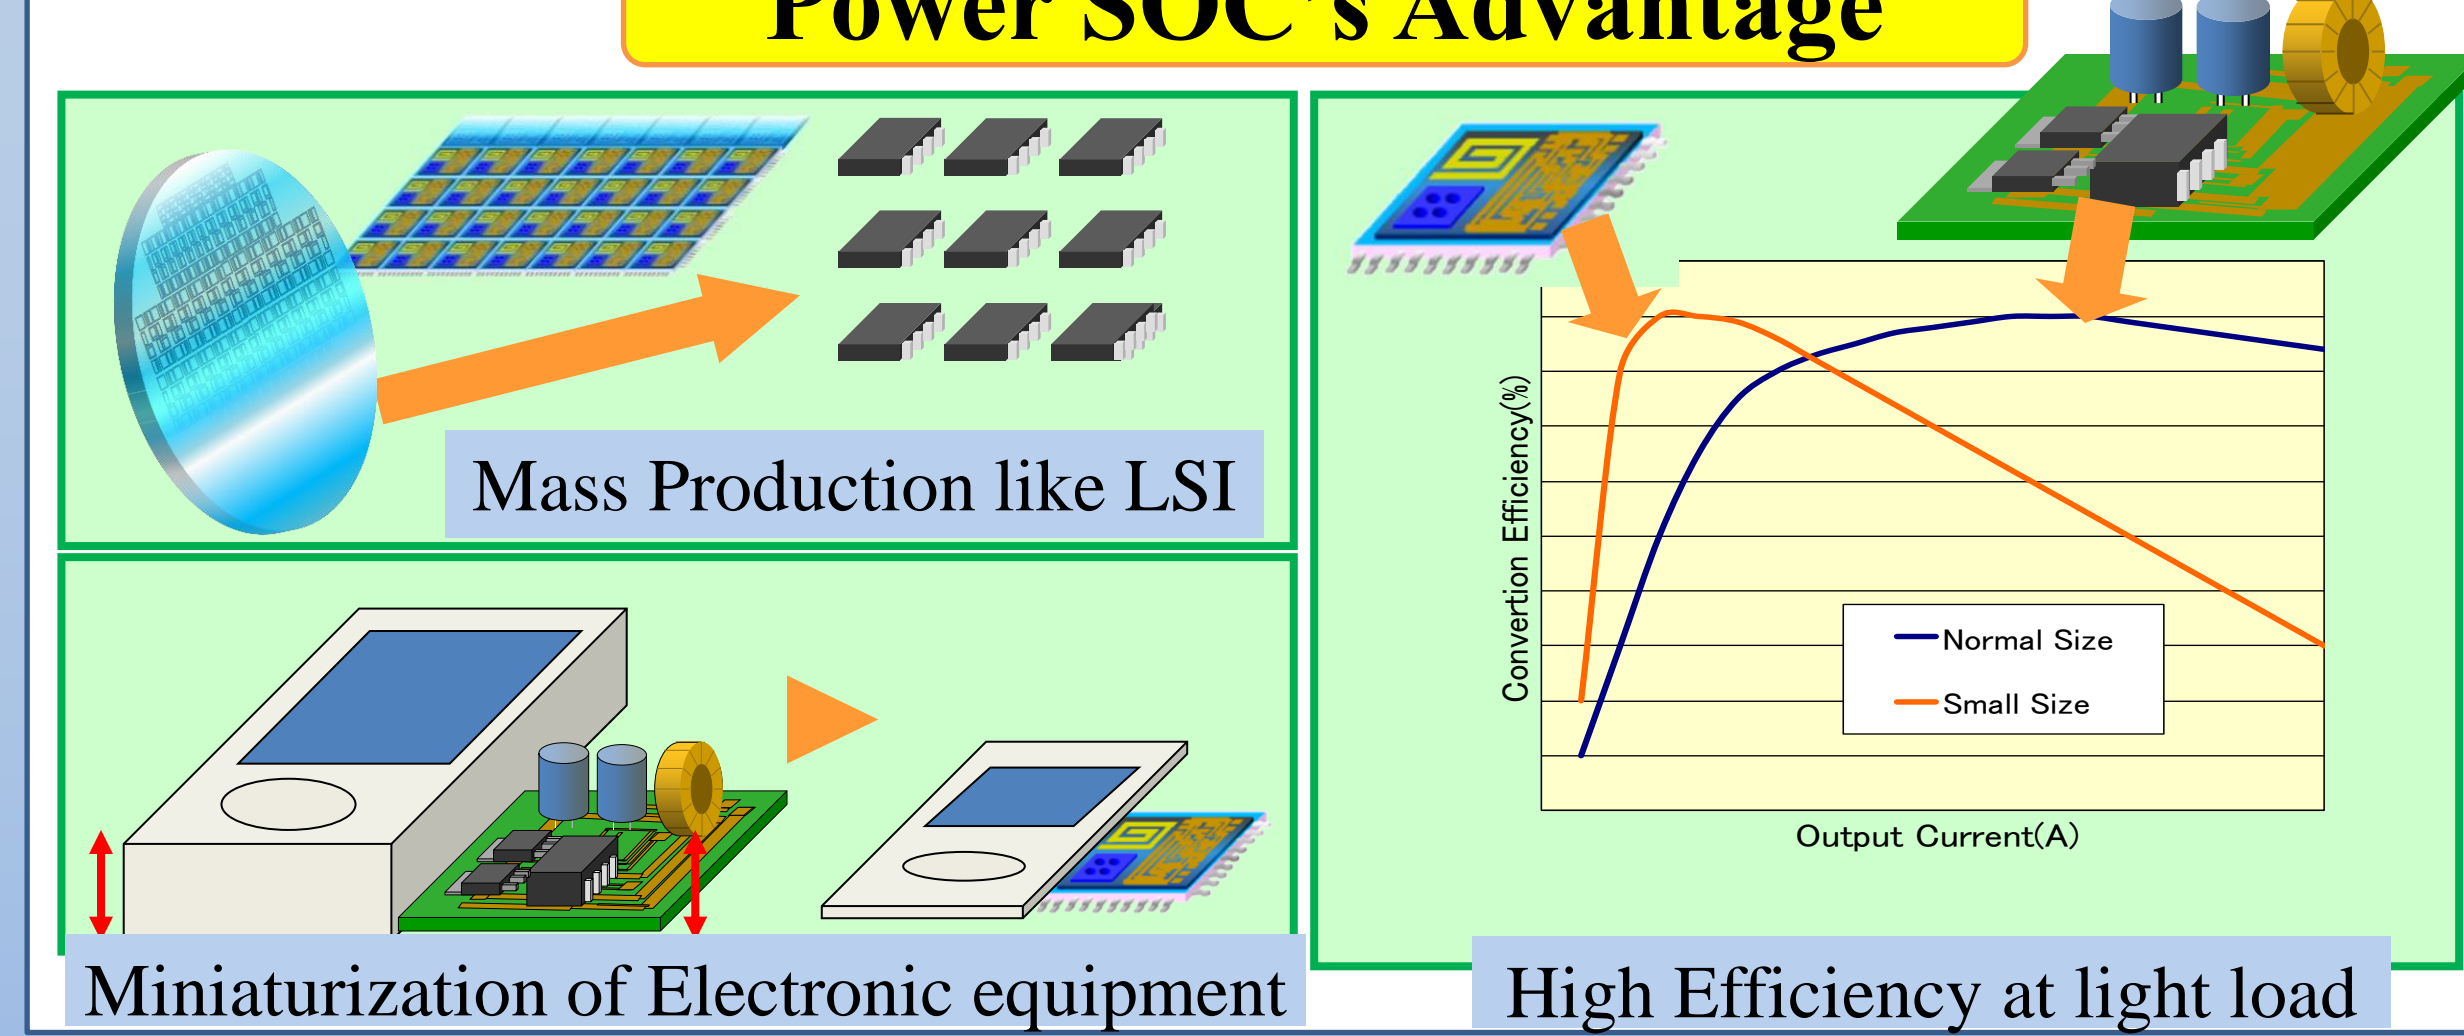 Power SOC's Advantage
Mass Production like LSI
Miniaturization of Electronic equipment
Convertion Efficiency(%)
Normal Size
Small Size
Output Current(A)
High Efficiency at light load